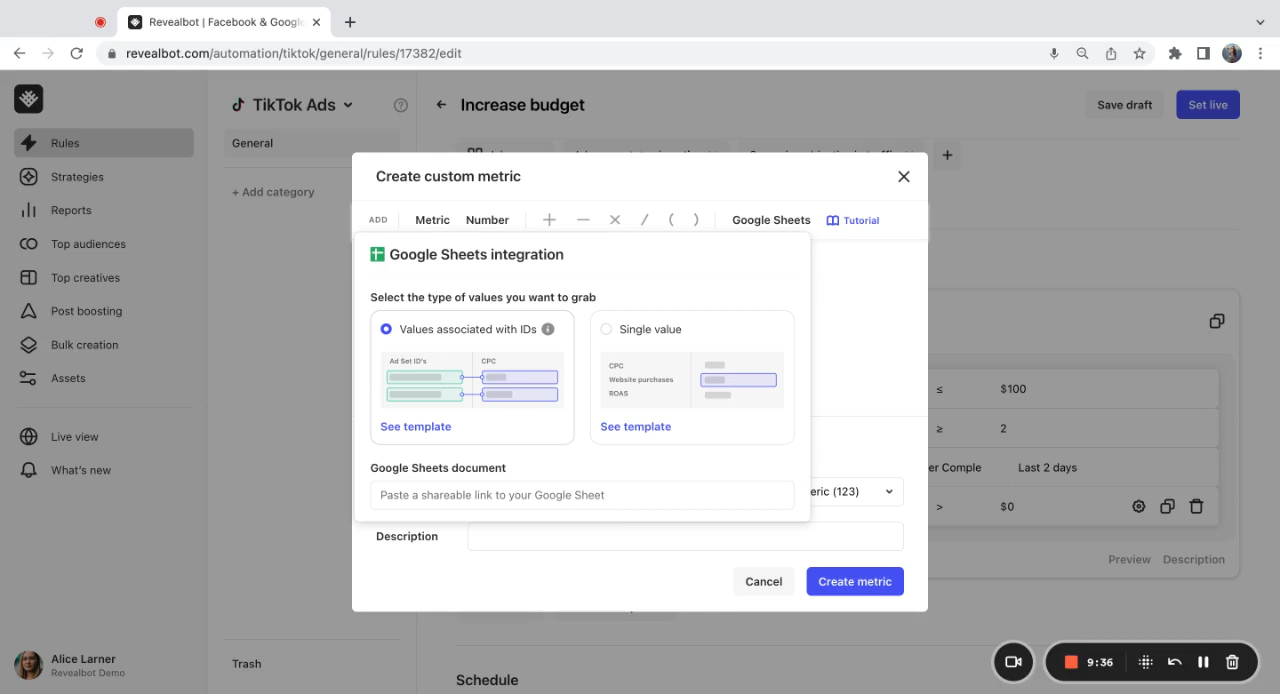 Revealbot | Facebook & Google
revealbot.com/automation/tiktok/general/rules/17382/edit
TikTok Ads
Increase budget
Save draft
Set live
Rules
Strategies
Reports
Top audiences
Top creatives
Post boosting
Bulk creation
Assets
Live view
What's new
Alice Larner
Revealbot Demo
General
+ Add category
Trash
Create custom metric
ADD
Metric
Number
+ − × / ( )
Google Sheets
Tutorial
Google Sheets integration
Select the type of values you want to grab
Values associated with IDs
Ad Set ID's
CPC
See template
Single value
CPC
Website purchases
ROAS
See template
Google Sheets document
Paste a shareable link to your Google Sheet
eric (123)
Description
Cancel
Create metric
≤ $100
≥ 2
er Comple Last 2 days
> $0
Preview
Description
Schedule
9:36